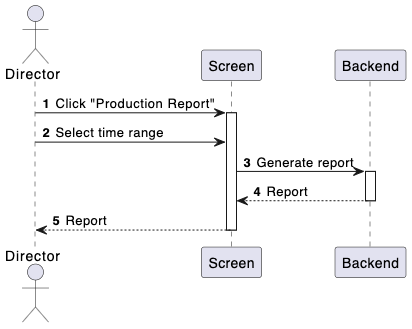 Director
Screen
Backend
1 Click "Production Report"
2 Select time range
3 Generate report
4 Report
5 Report
Director
Screen
Backend